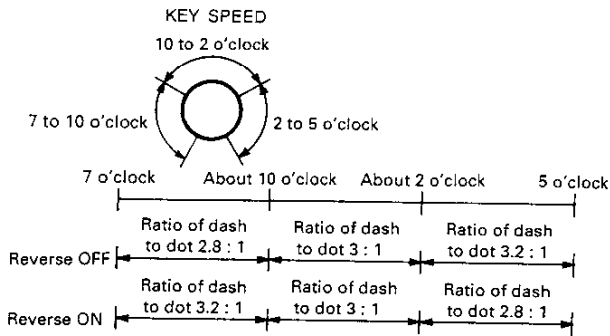 KEY SPEED
10 to 2 o'clock
7 to 10 o'clock
2 to 5 o'clock
7 o'clock About 10 o'clock About 2 o'clock 5 o'clock
Ratio of dash to dot 2.8 : 1
Ratio of dash to dot 3 : 1
Ratio of dash to dot 3.2 : 1
Reverse OFF
Ratio of dash to dot 3.2 : 1
Ratio of dash to dot 3 : 1
Ratio of dash to dot 2.8 : 1
Reverse ON